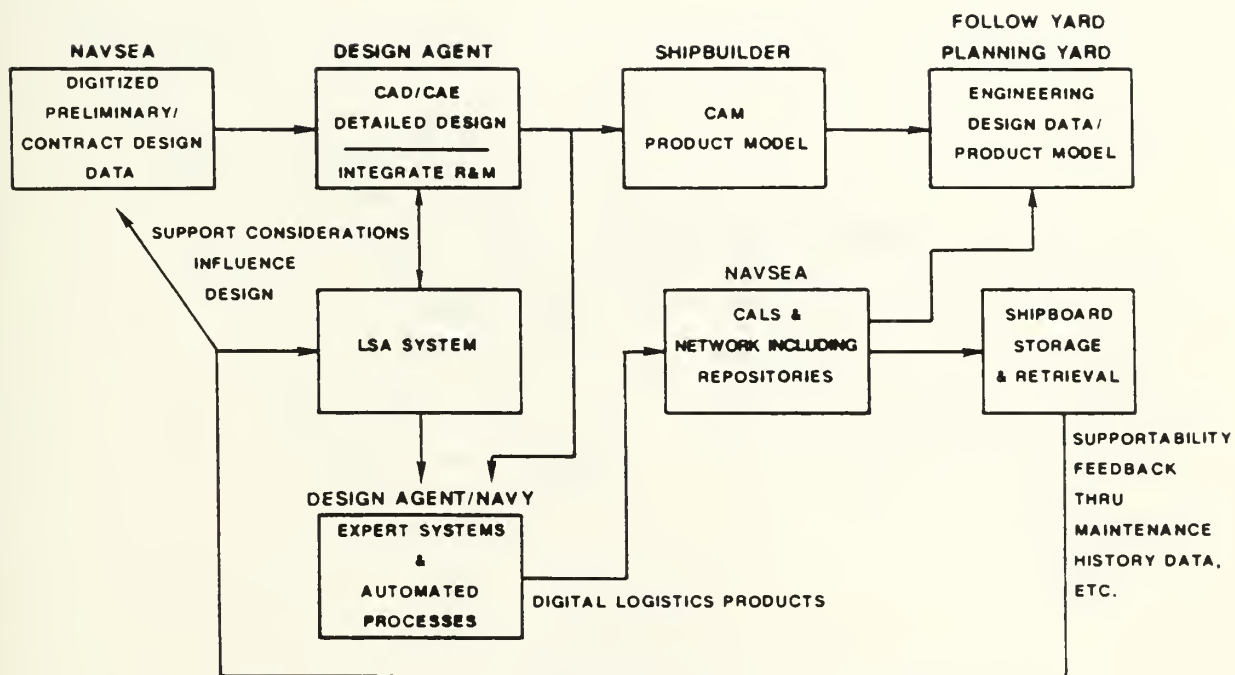 NAVSEA
DIGITIZED
PRELIMINARY/
CONTRACT DESIGN
DATA
DESIGN AGENT
CAD/CAE
DETAILED DESIGN
INTEGRATE R&M
SHIPBUILDER
CAM
PRODUCT MODEL
FOLLOW YARD
PLANNING YARD
ENGINEERING
DESIGN DATA/
PRODUCT MODEL
SUPPORT CONSIDERATIONS
INFLUENCE
DESIGN
LSA SYSTEM
NAVSEA
CALS &
NETWORK INCLUDING
REPOSITORIES
SHIPBOARD
STORAGE
& RETRIEVAL
DESIGN AGENT/NAVY
EXPERT SYSTEMS
&
AUTOMATED
PROCESSES
DIGITAL LOGISTICS PRODUCTS
SUPPORTABILITY
FEEDBACK
THRU
MAINTENANCE
HISTORY DATA,
ETC.